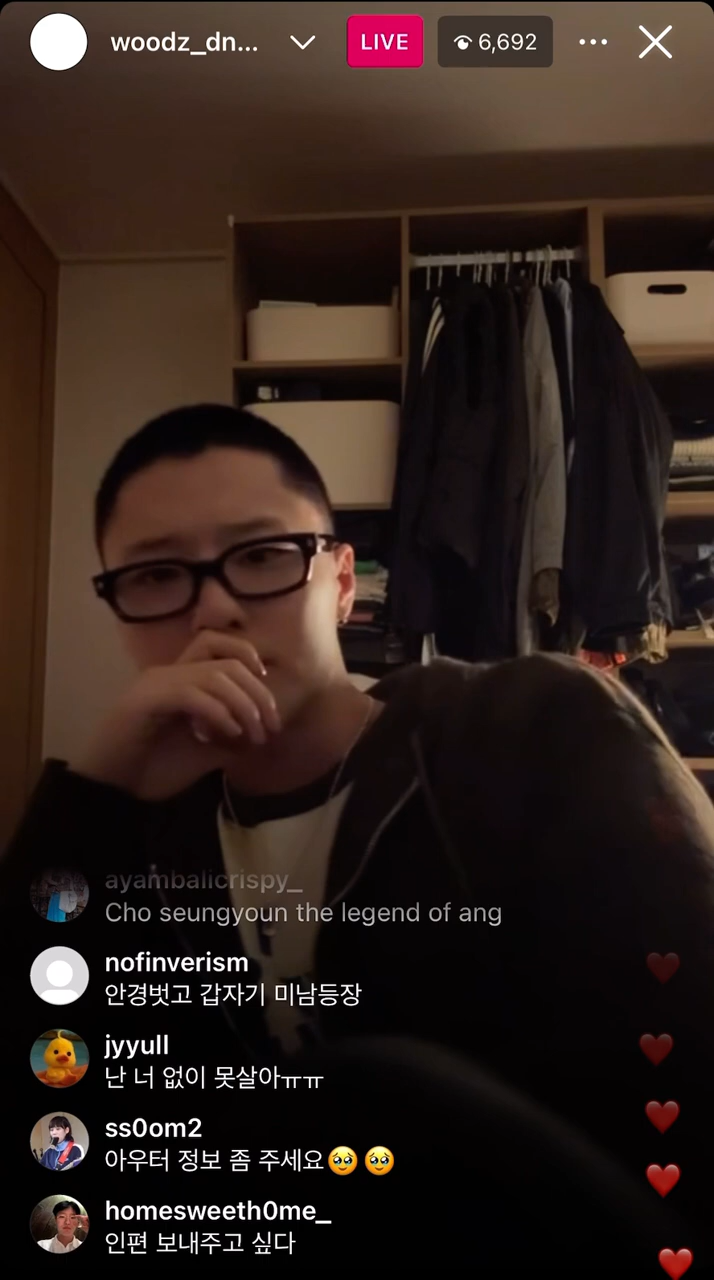 woodz_dn...
LIVE
6,692
ayambalicrispy_
Cho seungyoun the legend of ang
nofinverism
안경벗고 갑자기 미남등장
jyyull
난 너 없이 못살아ㅠㅠ
ss0om2
아우터 정보 좀 주세요🥹🥹
homesweeth0me_
인편 보내주고 싶다